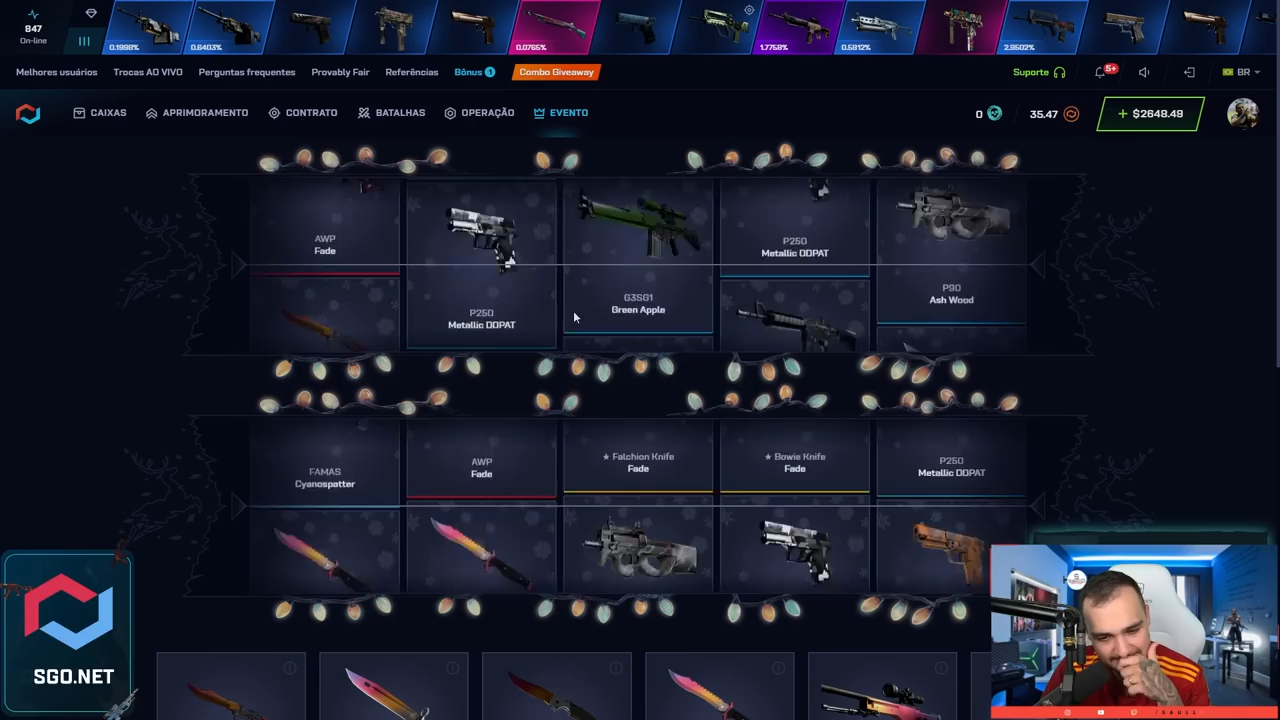 847
On-line
0.1998%
0.6403%
0.0765%
1.7758%
0.5812%
2.9502%
Melhores usuários
Trocas AO VIVO
Perguntas frequentes
Provably Fair
Referências
Bônus 1
Combo Giveaway
Suporte
5+
BR
CAIXAS
APRIMORAMENTO
CONTRATO
BATALHAS
OPERAÇÃO
EVENTO
0
35.47
+ $2648.49
AWP
Fade
P250
Metallic DDPAT
G3SG1
Green Apple
P250
Metallic DDPAT
P90
Ash Wood
FAMAS
Cyanospatter
AWP
Fade
★ Falchion Knife
Fade
★ Bowie Knife
Fade
P250
Metallic DDPAT
SGO.NET